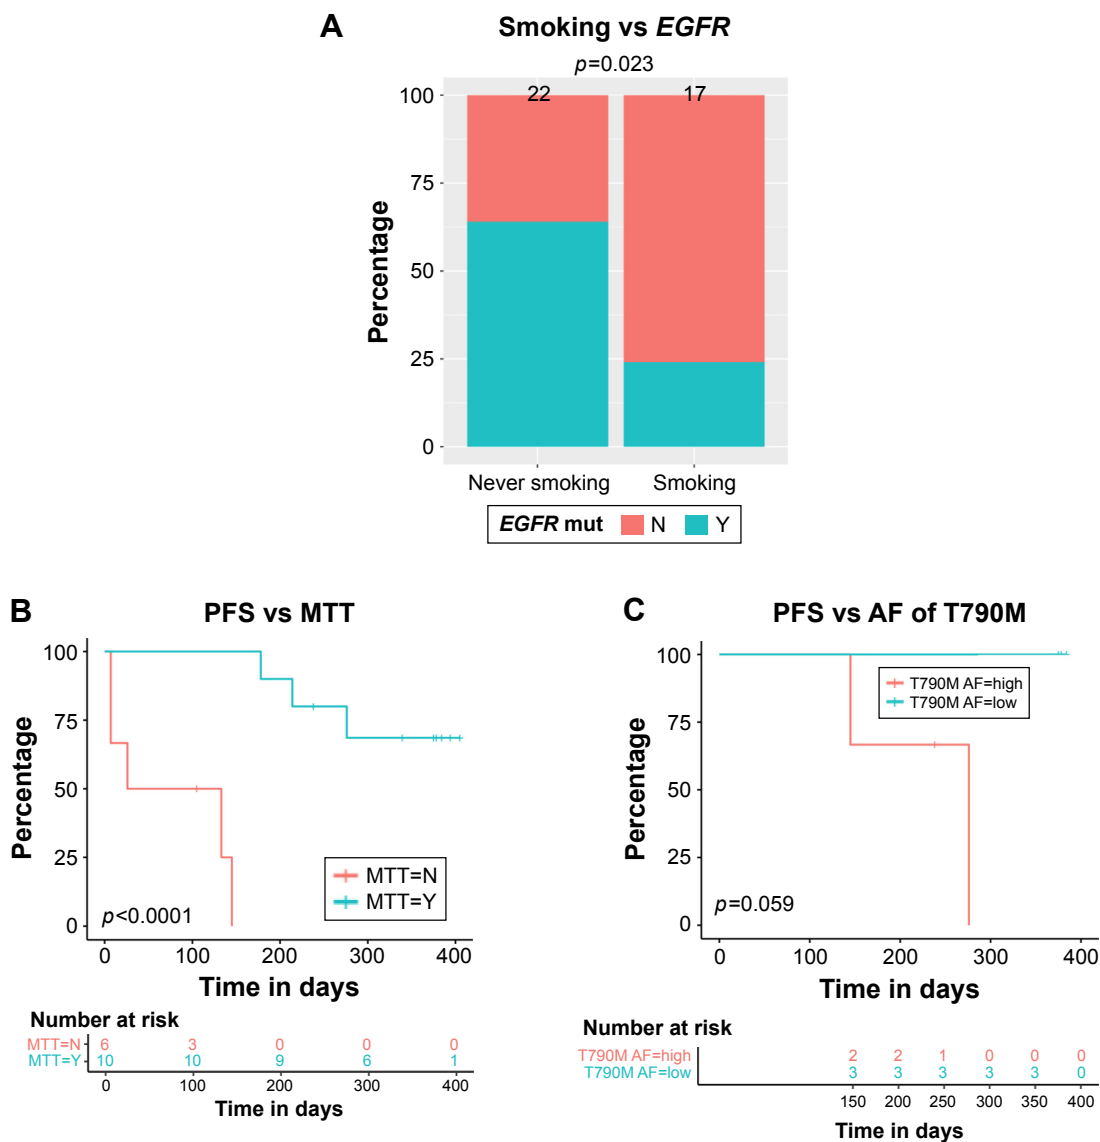 A
Smoking vs EGFR
p=0.023
22 17
100
75
50
25
0
Percentage
Never smoking Smoking
EGFR mut N Y
B
PFS vs MTT
100
75
50
25
0
Percentage
MTT=N
MTT=Y
p<0.0001
0 100 200 300 400
Time in days
Number at risk
MTT=N 6 3 0 0 0
MTT=Y 10 10 9 6 1
0 100 200 300 400
Time in days
C
PFS vs AF of T790M
100
75
50
25
0
Percentage
T790M AF=high
T790M AF=low
p=0.059
0 100 200 300 400
Time in days
Number at risk
T790M AF=high 2 2 1 0 0 0
T790M AF=low 3 3 3 3 3 0
150 200 250 300 350 400
Time in days